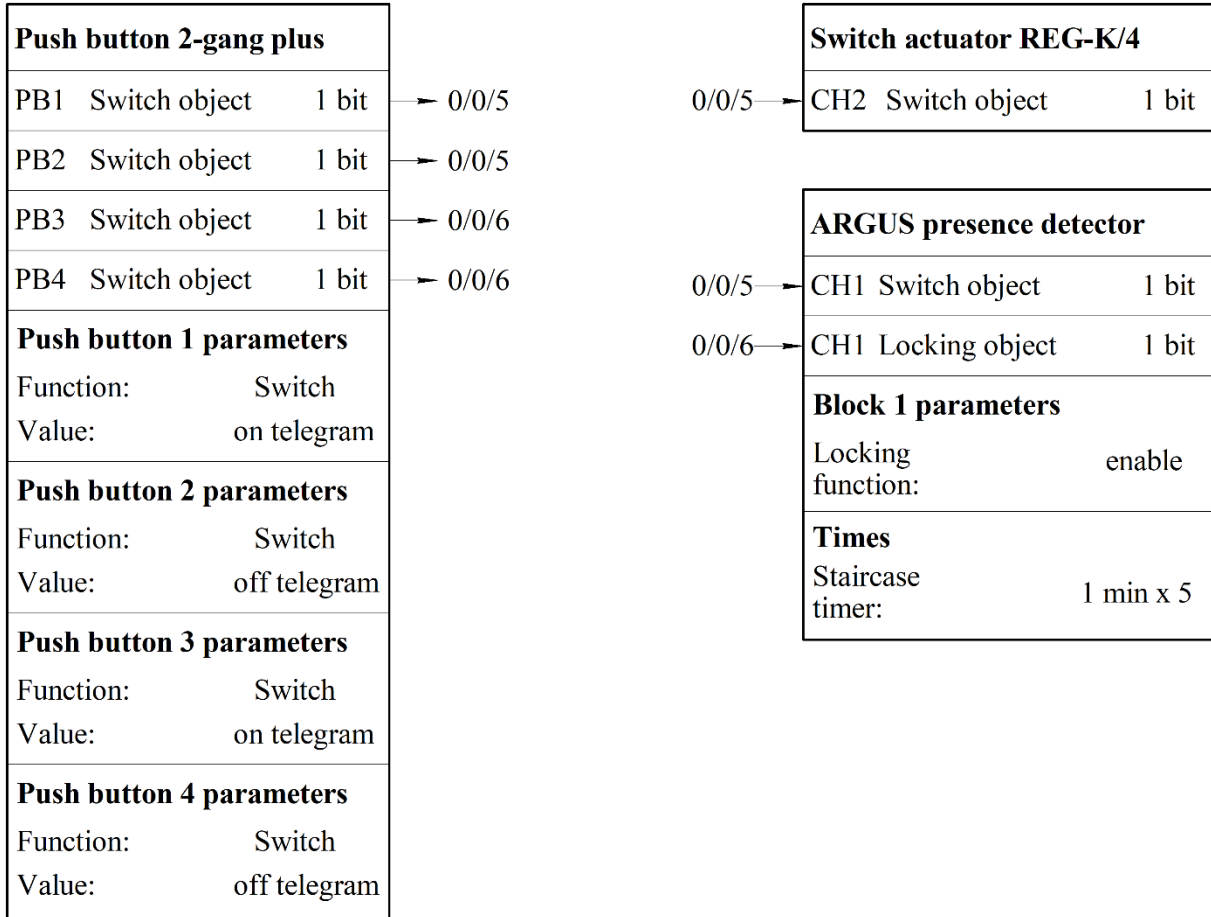 Push button 2-gang plus
PB1 Switch object 1 bit 0/0/5
PB2 Switch object 1 bit 0/0/5
PB3 Switch object 1 bit 0/0/6
PB4 Switch object 1 bit 0/0/6
Push button 1 parameters
Function: Switch
Value: on telegram
Push button 2 parameters
Function: Switch
Value: off telegram
Push button 3 parameters
Function: Switch
Value: on telegram
Push button 4 parameters
Function: Switch
Value: off telegram
Switch actuator REG-K/4
0/0/5 CH2 Switch object 1 bit
ARGUS presence detector
0/0/5 CH1 Switch object 1 bit
0/0/6 CH1 Locking object 1 bit
Block 1 parameters
Locking
function: enable
Times
Staircase
timer: 1 min x 5